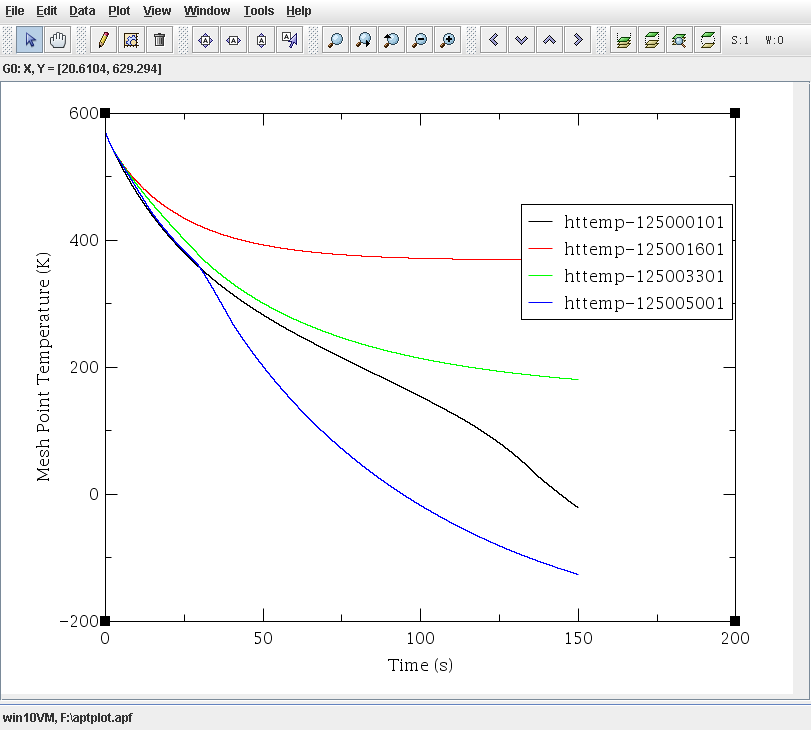 File Edit Data Plot View Window Tools Help
S:1 W:0
G0: X, Y = [20.6104, 629.294]
600
400
200
0
-200
Mesh Point Temperature (K)
httemp-125000101
httemp-125001601
httemp-125003301
httemp-125005001
0 50 100 150 200
Time (s)
win10VM, F:\aptplot.apf